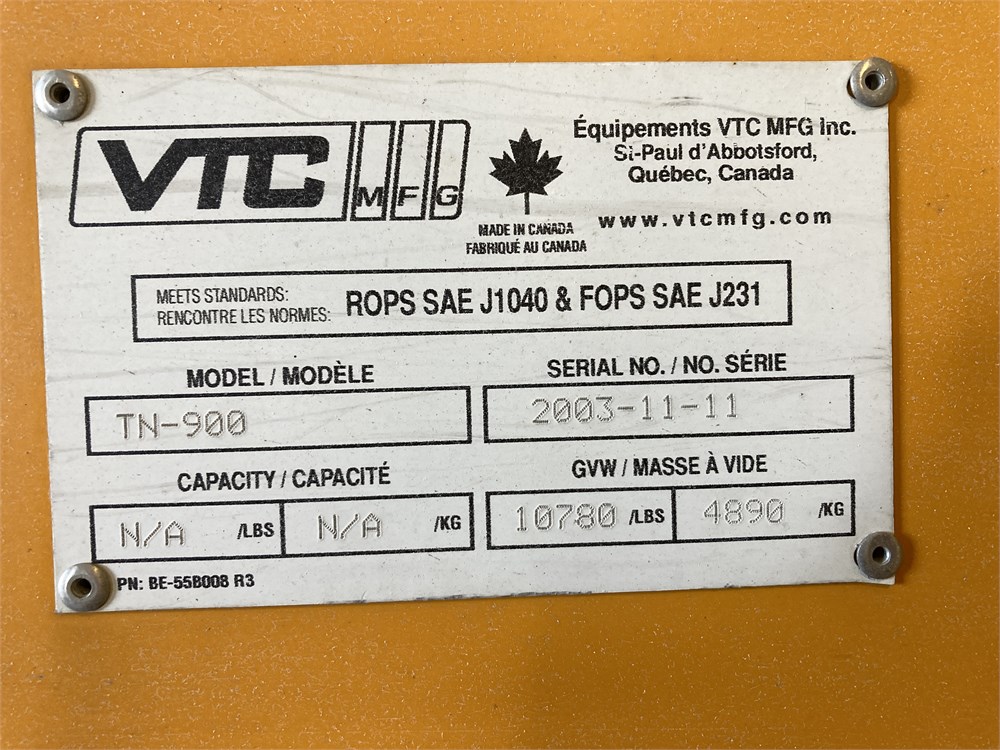 VTC MFG
Équipements VTC MFG Inc.
St-Paul d'Abbotsford,
Québec, Canada
www.vtcmfg.com
MADE IN CANADA
FABRIQUÉ AU CANADA
MEETS STANDARDS:
RENCONTRE LES NORMES:
ROPS SAE J1040 & FOPS SAE J231
MODEL / MODÈLE
TN-900
SERIAL NO. / NO. SÉRIE
2003-11-11
CAPACITY / CAPACITÉ
N/A /LBS N/A /KG
GVW / MASSE À VIDE
10780 /LBS 4890 /KG
PN: BE-55B008 R3